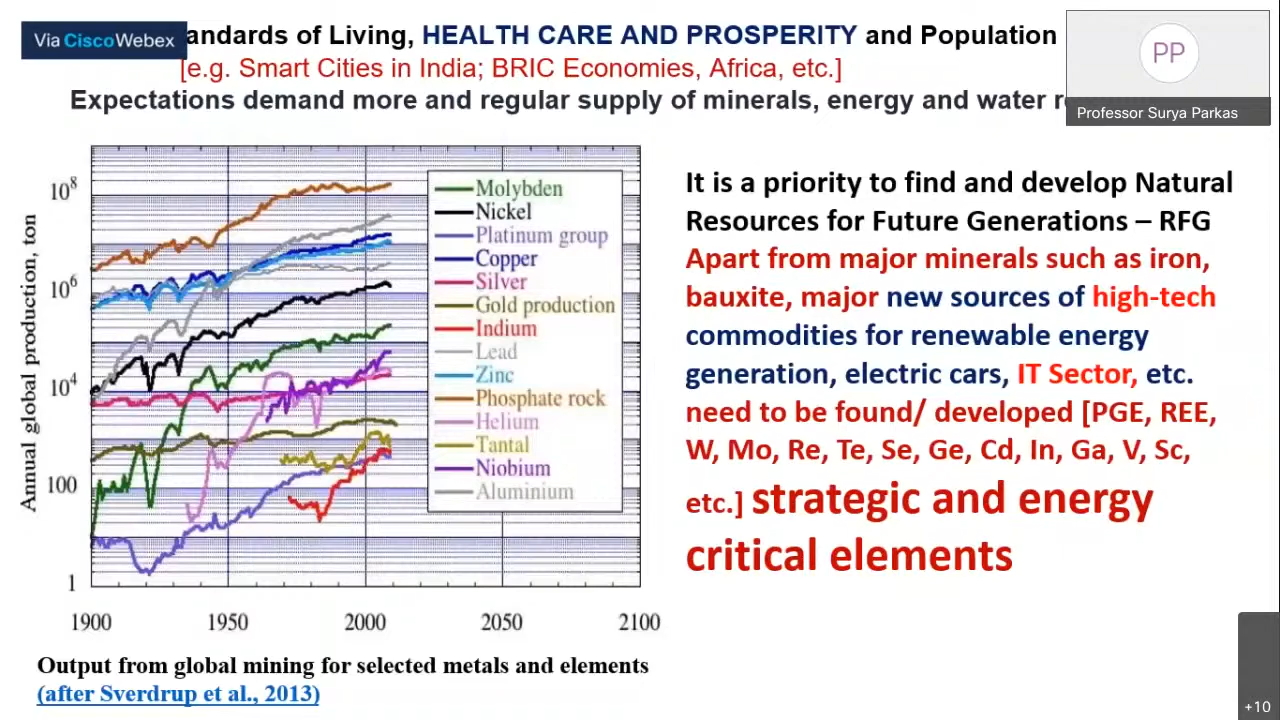 Via Cisco Webex
andards of Living, HEALTH CARE AND PROSPERITY and Population
[e.g. Smart Cities in India; BRIC Economies, Africa, etc.]
Expectations demand more and regular supply of minerals, energy and water
PP
Professor Surya Parkas
Annual global production, ton
10⁸
10⁶
10⁴
100
1
1900 1950 2000 2050 2100
Molybden
Nickel
Platinum group
Copper
Silver
Gold production
Indium
Lead
Zinc
Phosphate rock
Helium
Tantal
Niobium
Aluminium
Output from global mining for selected metals and elements
(after Sverdrup et al., 2013)
It is a priority to find and develop Natural
Resources for Future Generations – RFG
Apart from major minerals such as iron,
bauxite, major new sources of high-tech
commodities for renewable energy
generation, electric cars, IT Sector, etc.
need to be found/ developed [PGE, REE,
W, Mo, Re, Te, Se, Ge, Cd, In, Ga, V, Sc,
etc.] strategic and energy
critical elements
+10